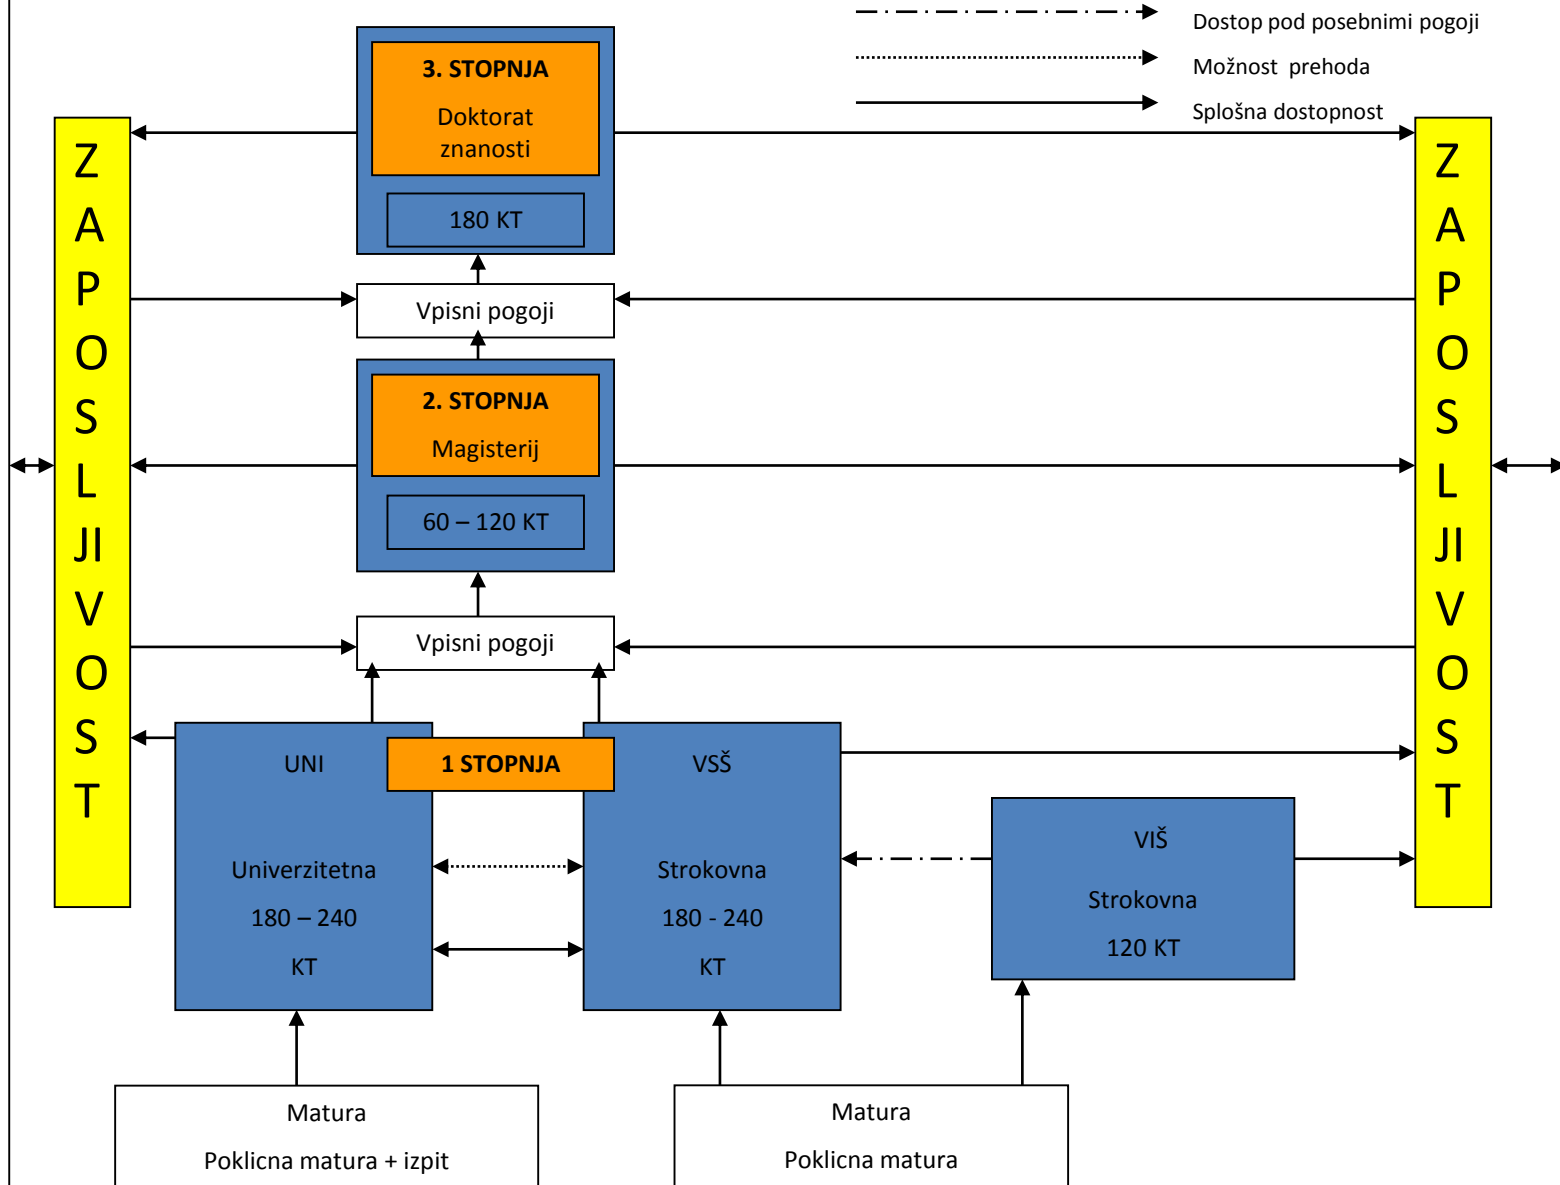 Dostop pod posebnimi pogoji
Možnost prehoda
Splošna dostopnost
3. STOPNJA
Doktorat
znanosti
180 KT
Vpisni pogoji
2. STOPNJA
Magisterij
60 – 120 KT
Vpisni pogoji
Z
A
P
O
S
L
JI
V
O
S
T
Z
A
P
O
S
L
JI
V
O
S
T
1 STOPNJA
UNI
Univerzitetna
180 – 240
KT
VSŠ
Strokovna
180 - 240
KT
VIŠ
Strokovna
120 KT
Matura
Poklicna matura + izpit
Matura
Poklicna matura